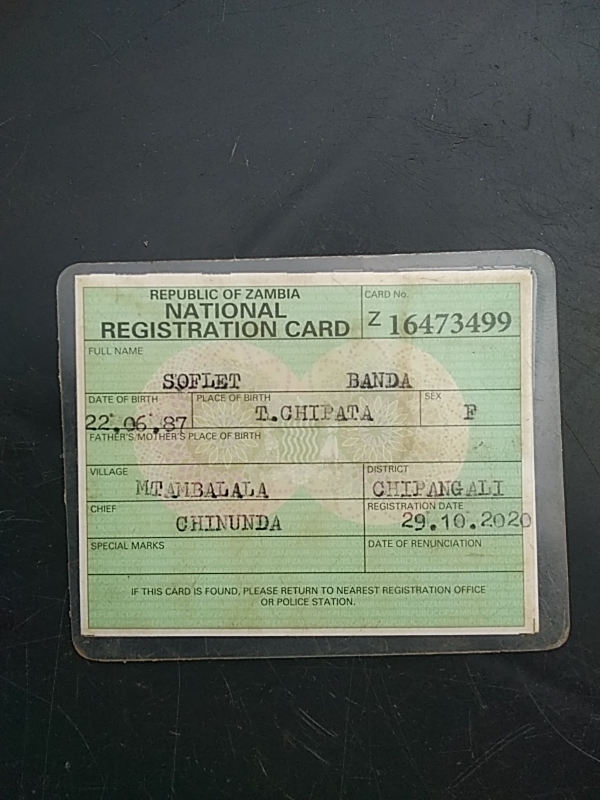 REPUBLIC OF ZAMBIA
NATIONAL
REGISTRATION CARD
CARD No.
Z 16473499
FULL NAME
SOFLET BANDA
DATE OF BIRTH
22.06.87
PLACE OF BIRTH
T.CHIPATA
SEX
F
FATHER'S/MOTHER'S PLACE OF BIRTH
VILLAGE
MTAMBALALA
DISTRICT
CHIPANGALI
CHIEF
CHINUNDA
REGISTRATION DATE
29.10.2020
SPECIAL MARKS
DATE OF RENUNCIATION
IF THIS CARD IS FOUND, PLEASE RETURN TO NEAREST REGISTRATION OFFICE
OR POLICE STATION.